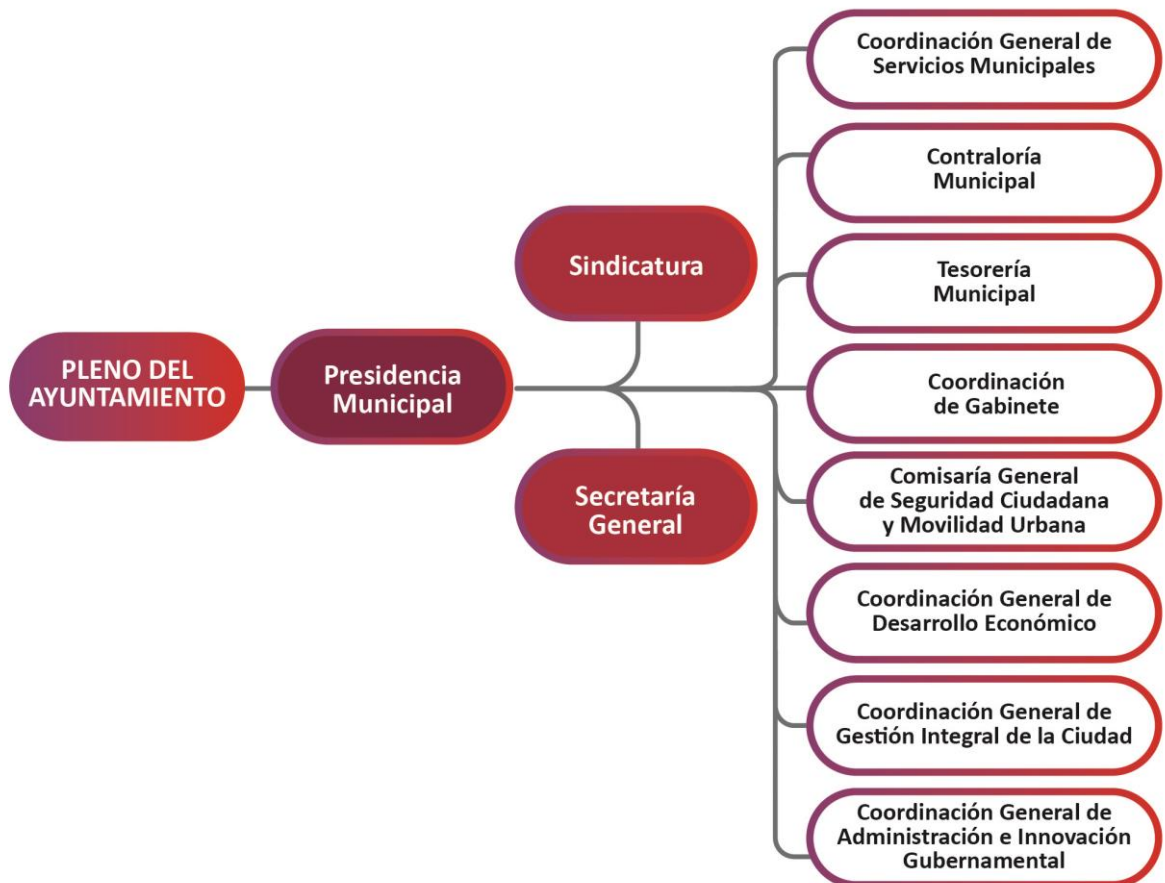 PLENO DEL
AYUNTAMIENTO
Presidencia
Municipal
Sindicatura
Secretaría
General
Coordinación General de
Servicios Municipales
Contraloría
Municipal
Tesorería
Municipal
Coordinación
de Gabinete
Comisaría General
de Seguridad Ciudadana
y Movilidad Urbana
Coordinación General de
Desarrollo Económico
Coordinación General de
Gestión Integral de la Ciudad
Coordinación General de
Administración e Innovación
Gubernamental